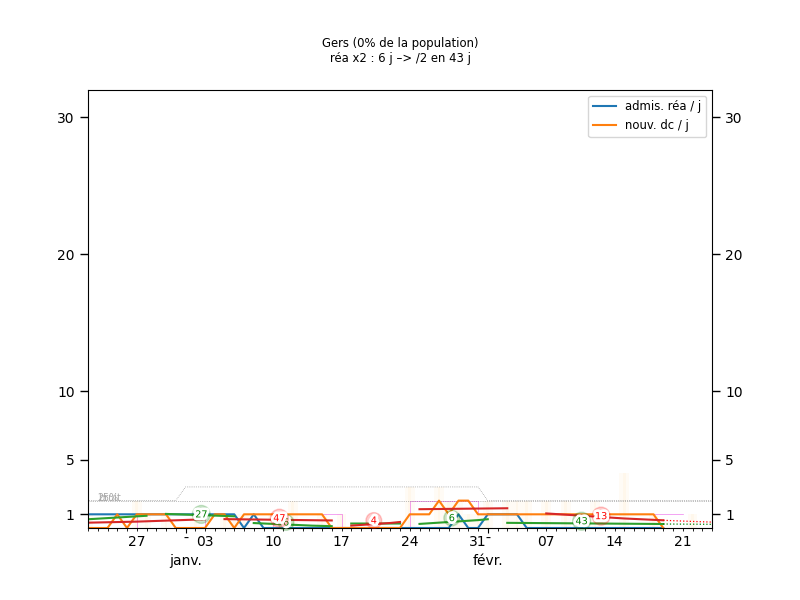 Gers (0% de la population)
réa x2 : 6 j –> /2 en 43 j
admis. réa / j
nouv. dc / j
30 30
20 20
10 10
5 5
1 1
27 47 4 6 43 13
27 03 10 17 24 31 07 14 21
janv. févr.